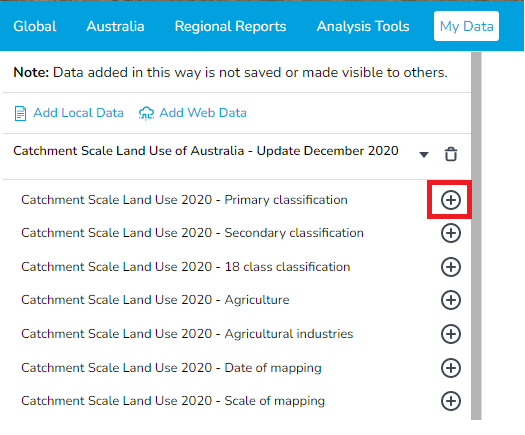 Global Australia Regional Reports Analysis Tools My Data
Note: Data added in this way is not saved or made visible to others.
Add Local Data Add Web Data
Catchment Scale Land Use of Australia - Update December 2020
Catchment Scale Land Use 2020 - Primary classification
Catchment Scale Land Use 2020 - Secondary classification
Catchment Scale Land Use 2020 - 18 class classification
Catchment Scale Land Use 2020 - Agriculture
Catchment Scale Land Use 2020 - Agricultural industries
Catchment Scale Land Use 2020 - Date of mapping
Catchment Scale Land Use 2020 - Scale of mapping